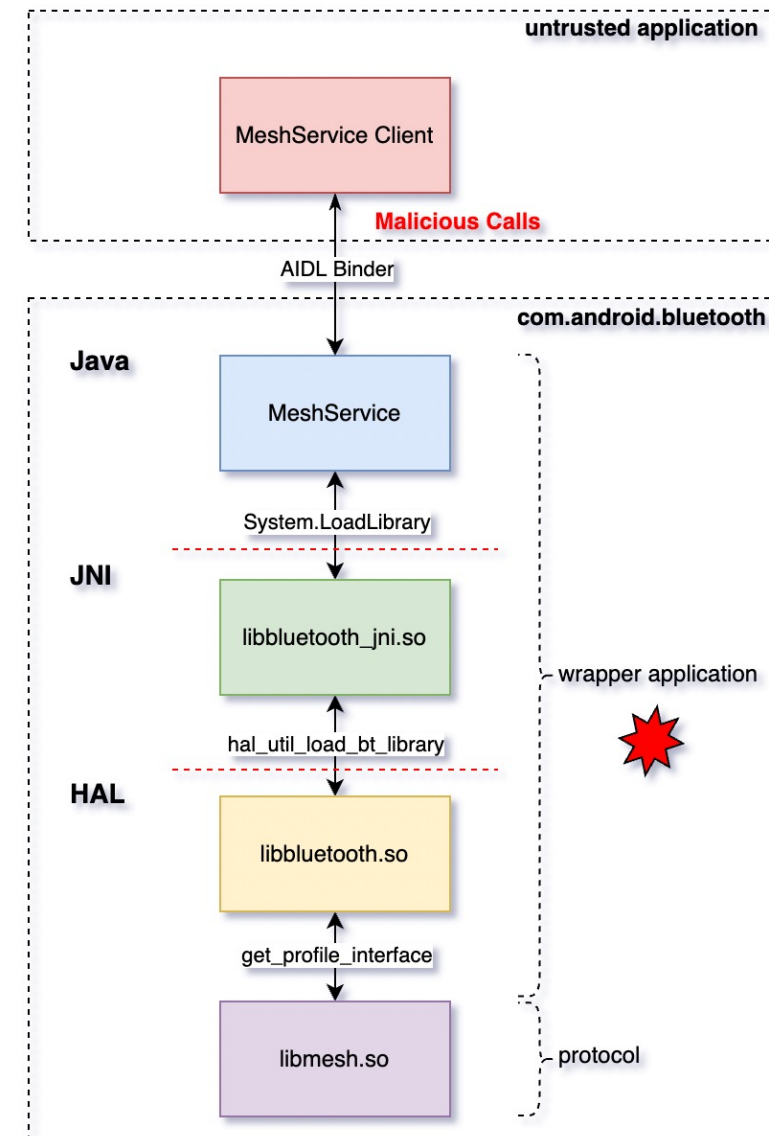 untrusted application
MeshService Client
Malicious Calls
AIDL Binder
com.android.bluetooth
Java
MeshService
System.LoadLibrary
JNI
libbluetooth_jni.so
wrapper application
hal_util_load_bt_library
HAL
libbluetooth.so
get_profile_interface
libmesh.so
protocol